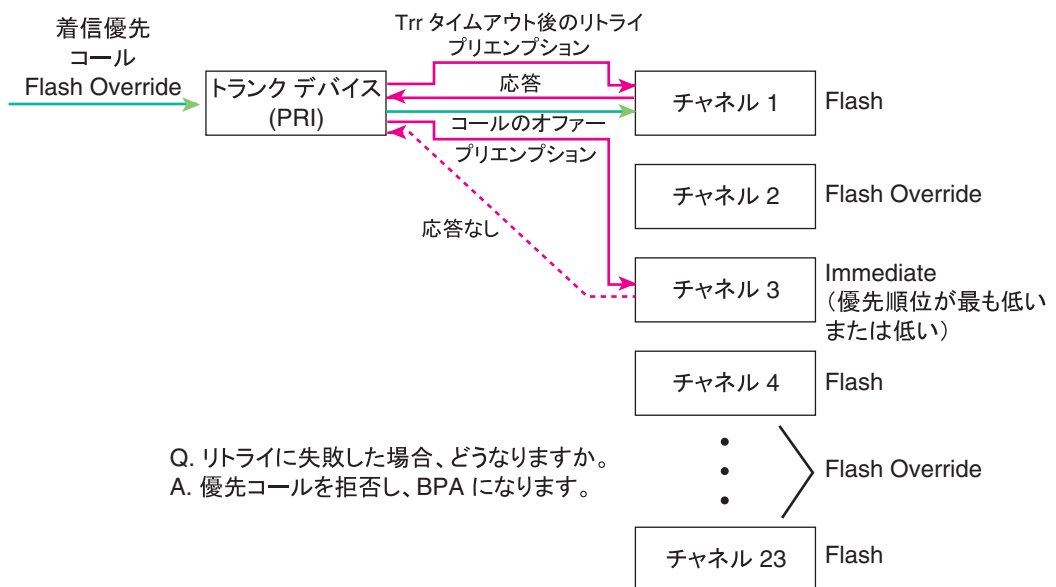 着信優先
コール
Flash Override
トランク デバイス
(PRI)
Trr タイムアウト後のリトライ
プリエンプション
応答
コールのオファー
プリエンプション
応答なし
チャネル 1
Flash
チャネル 2
Flash Override
チャネル 3
Immediate
（優先順位が最も低い
または低い）
チャネル 4
Flash
Flash Override
チャネル 23
Flash
Q. リトライに失敗した場合、どうなりますか。
A. 優先コールを拒否し、BPA になります。